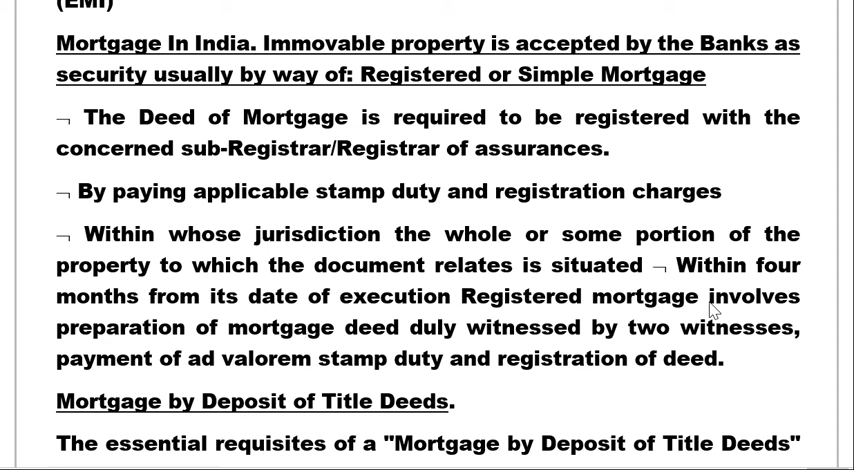 (EMI)
Mortgage In India. Immovable property is accepted by the Banks as
security usually by way of: Registered or Simple Mortgage
¬ The Deed of Mortgage is required to be registered with the
concerned sub-Registrar/Registrar of assurances.
¬ By paying applicable stamp duty and registration charges
¬ Within whose jurisdiction the whole or some portion of the
property to which the document relates is situated ¬ Within four
months from its date of execution Registered mortgage involves
preparation of mortgage deed duly witnessed by two witnesses,
payment of ad valorem stamp duty and registration of deed.
Mortgage by Deposit of Title Deeds.
The essential requisites of a "Mortgage by Deposit of Title Deeds"